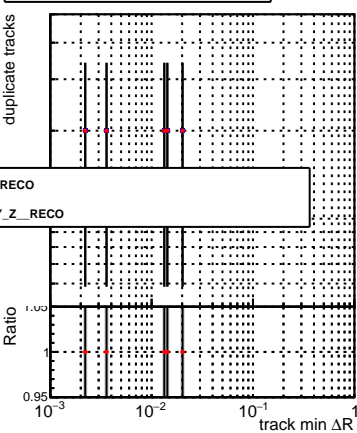 duplicate tracks
RECO
_Z__RECO
Ratio
1.05
1
0.95
10⁻³
10⁻²
10⁻¹
1
track min ΔR